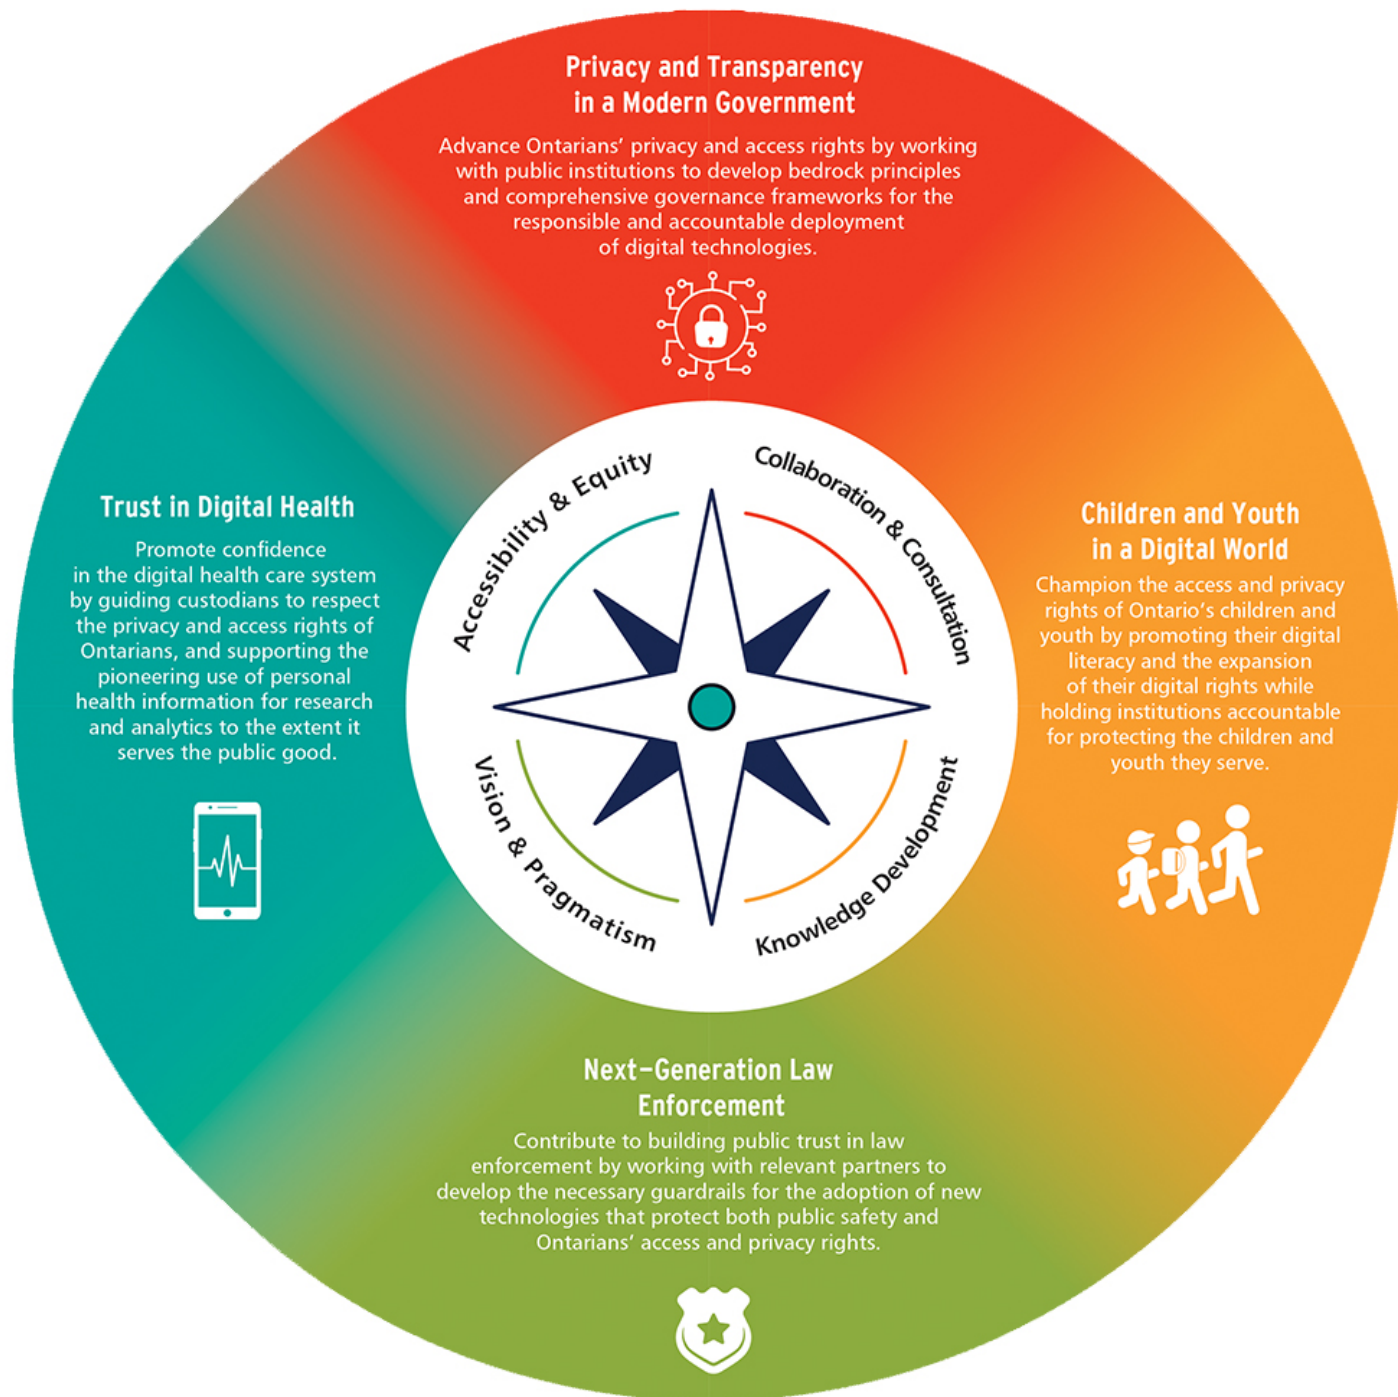 Privacy and Transparency
in a Modern Government
Advance Ontarians’ privacy and access rights by working
with public institutions to develop bedrock principles
and comprehensive governance frameworks for the
responsible and accountable deployment
of digital technologies.
Accessibility & Equity
Collaboration & Consultation
Trust in Digital Health
Promote confidence
in the digital health care system
by guiding custodians to respect
the privacy and access rights of
Ontarians, and supporting the
pioneering use of personal
health information for research
and analytics to the extent it
serves the public good.
Children and Youth
in a Digital World
Champion the access and privacy
rights of Ontario’s children and
youth by promoting their digital
literacy and the expansion
of their digital rights while
holding institutions accountable
for protecting the children and
youth they serve.
Vision & Pragmatism
Knowledge Development
Next-Generation Law
Enforcement
Contribute to building public trust in law
enforcement by working with relevant partners to
develop the necessary guardrails for the adoption of new
technologies that protect both public safety and
Ontarians’ access and privacy rights.